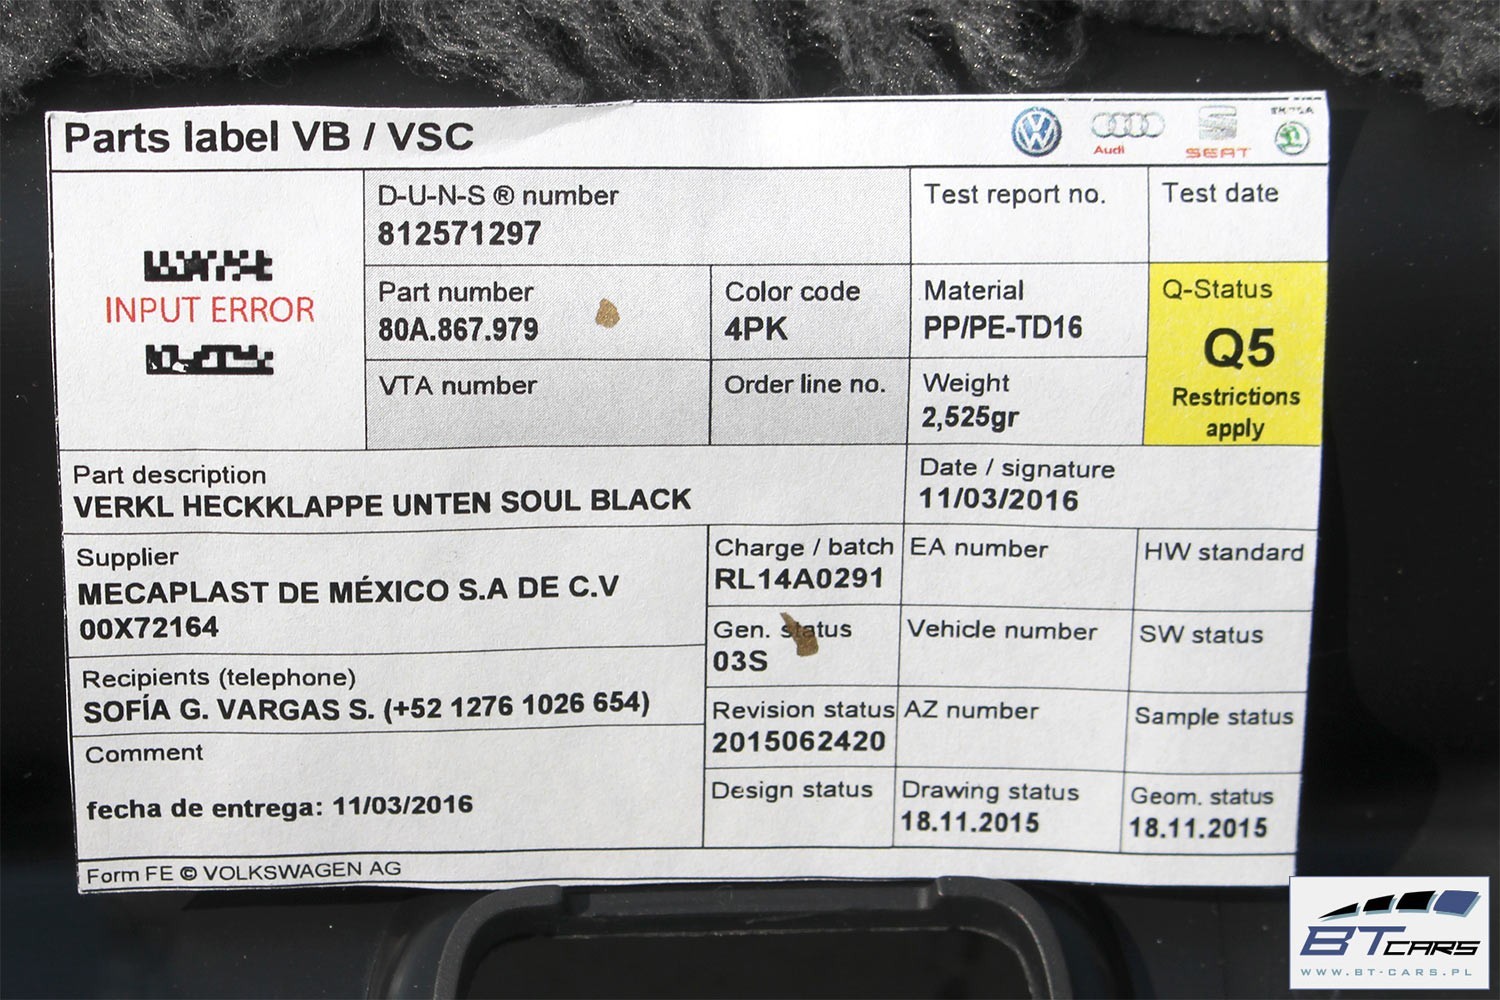 Parts label VB / VSC
Audi
SEAT
SKODA
D-U-N-S ® number
812571297
Test report no.
Test date
INPUT ERROR
Part number
80A.867.979
Color code
4PK
Material
PP/PE-TD16
Q-Status
Q5
Restrictions
apply
VTA number
Order line no.
Weight
2,525gr
Part description
VERKL HECKKLAPPE UNTEN SOUL BLACK
Date / signature
11/03/2016
Supplier
MECAPLAST DE MÉXICO S.A DE C.V
00X72164
Charge / batch
RL14A0291
EA number
HW standard
Gen. status
03S
Vehicle number
SW status
Recipients (telephone)
SOFÍA G. VARGAS S. (+52 1276 1026 654)
Revision status
2015062420
AZ number
Sample status
Comment
fecha de entrega: 11/03/2016
Design status
Drawing status
18.11.2015
Geom. status
18.11.2015
Form FE © VOLKSWAGEN AG
BT CARS
WWW.BT-CARS.PL